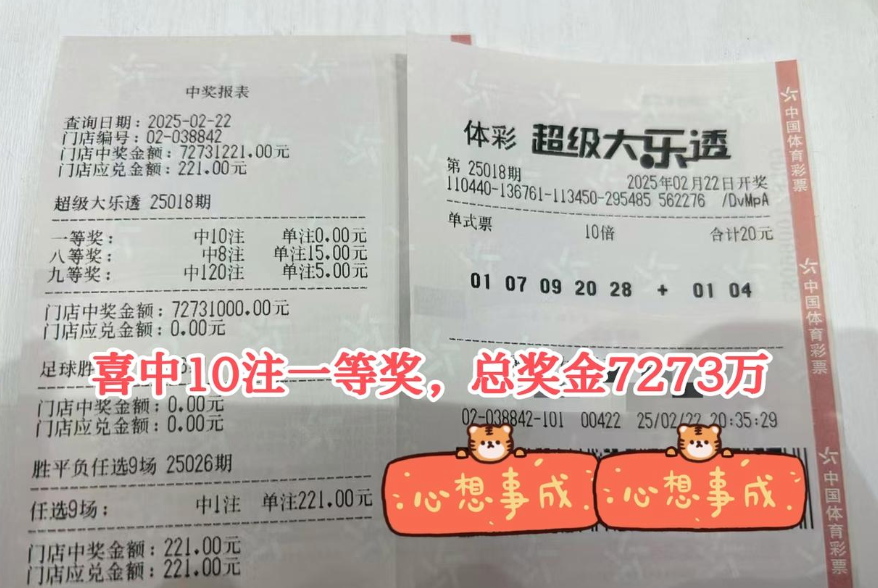 中奖报表
查询日期：2025-02-22
门店编号：02-038842
门店中奖金额：72731221.00元
门店应兑金额：221.00元
超级大乐透 25018期
一等奖： 中10注 单注0.00元
八等奖： 中8注 单注15.00元
九等奖： 中120注 单注5.00元
门店中奖金额：72731000.00元
门店应兑金额：0.00元
足球胜
门店中奖金额：0.00元
门店应兑金额：0.00元
胜平负任选9场 25026期
任选9场： 中1注 单注221.00元
门店中奖金额：221.00元
门店应兑金额：221.00元
体彩 超级大乐透
第 25018期 2025年02月22日开奖
110440-136761-113450-295485 562276 /DvMpA
单式票 10倍 合计20元
01 07 09 20 28 + 01 04
喜中10注一等奖，总奖金7273万
02-038842-101 00422 25/02/22 20:35:29
心想事成 心想事成
中国体育彩票
中国体育彩票
中国体育彩票